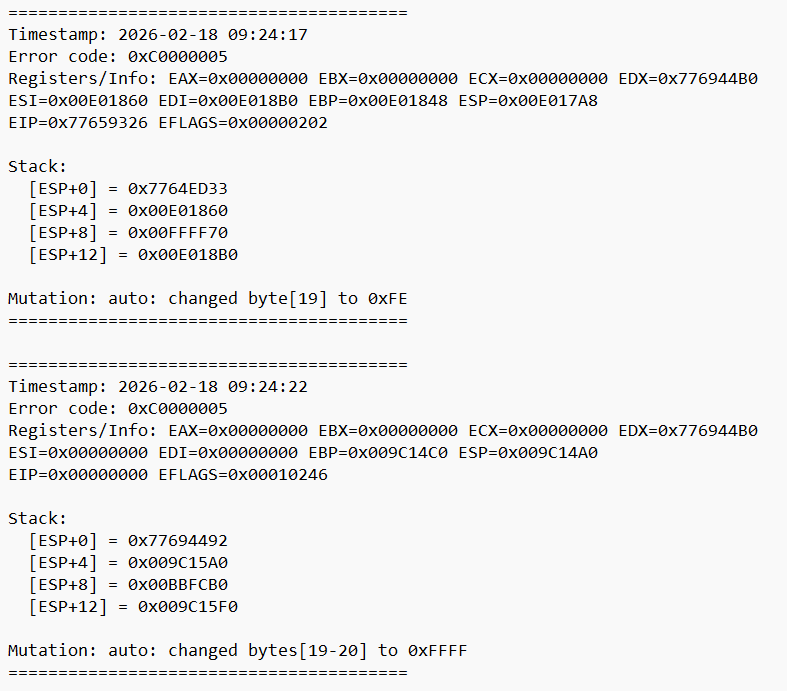 ========================================
Timestamp: 2026-02-18 09:24:17
Error code: 0xC0000005
Registers/Info: EAX=0x00000000 EBX=0x00000000 ECX=0x00000000 EDX=0x776944B0
ESI=0x00E01860 EDI=0x00E018B0 EBP=0x00E01848 ESP=0x00E017A8
EIP=0x77659326 EFLAGS=0x00000202
Stack:
[ESP+0] = 0x7764ED33
[ESP+4] = 0x00E01860
[ESP+8] = 0x00FFFF70
[ESP+12] = 0x00E018B0
Mutation: auto: changed byte[19] to 0xFE
========================================
========================================
Timestamp: 2026-02-18 09:24:22
Error code: 0xC0000005
Registers/Info: EAX=0x00000000 EBX=0x00000000 ECX=0x00000000 EDX=0x776944B0
ESI=0x00000000 EDI=0x00000000 EBP=0x009C14C0 ESP=0x009C14A0
EIP=0x00000000 EFLAGS=0x00010246
Stack:
[ESP+0] = 0x77694492
[ESP+4] = 0x009C15A0
[ESP+8] = 0x00BBFCB0
[ESP+12] = 0x009C15F0
Mutation: auto: changed bytes[19-20] to 0xFFFF
========================================